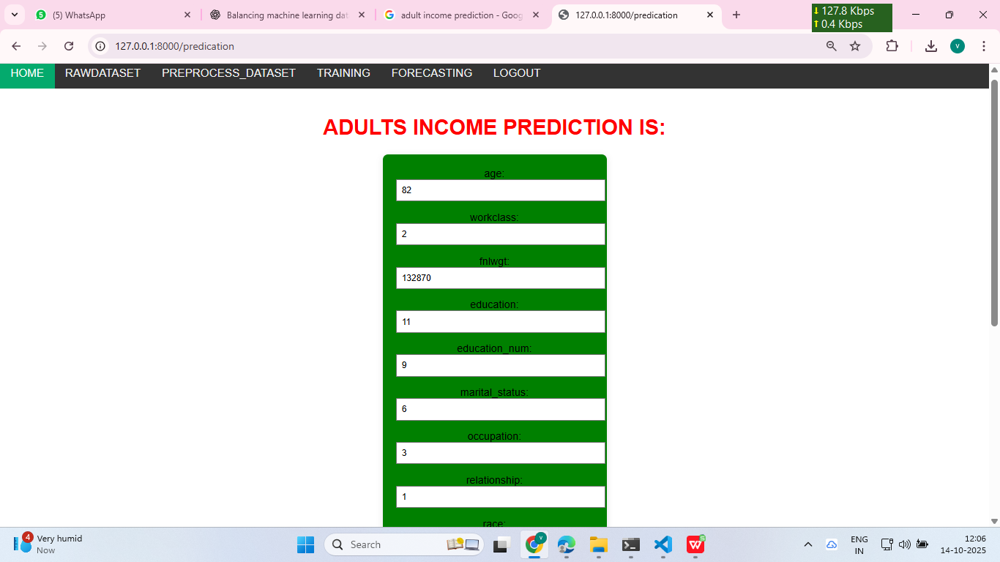 (5) WhatsApp
Balancing machine learning dat
adult income prediction - Goog
127.0.0.1:8000/predication
127.8 Kbps
0.4 Kbps
127.0.0.1:8000/predication
V
HOME RAWDATASET PREPROCESS_DATASET TRAINING FORECASTING LOGOUT
ADULTS INCOME PREDICTION IS:
age:
82
workclass:
2
fnlwgt:
132870
education:
11
education_num:
9
marital_status:
6
occupation:
3
relationship:
1
race:
4
Very humid
Now
Search
ENG
IN
12:06
14-10-2025